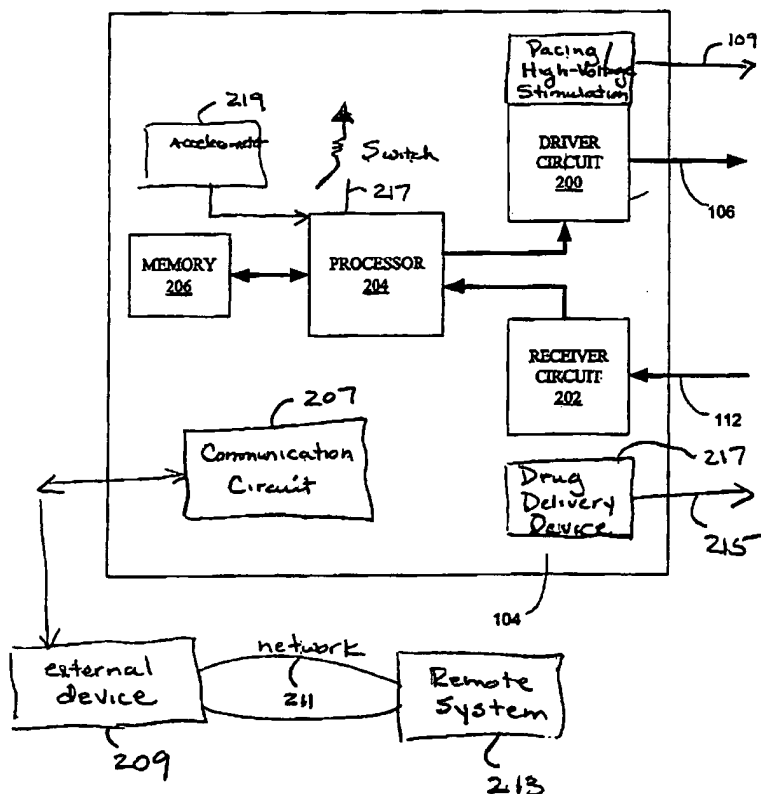 Pacing/
High-Voltage
Stimulation
109
219
Accelerometer
Switch
217
DRIVER
CIRCUIT
200
106
MEMORY
206
PROCESSOR
204
RECEIVER
CIRCUIT
202
112
207
Communication
Circuit
217
Drug
Delivery
Device
215
104
external
device
209
network
211
Remote
System
213